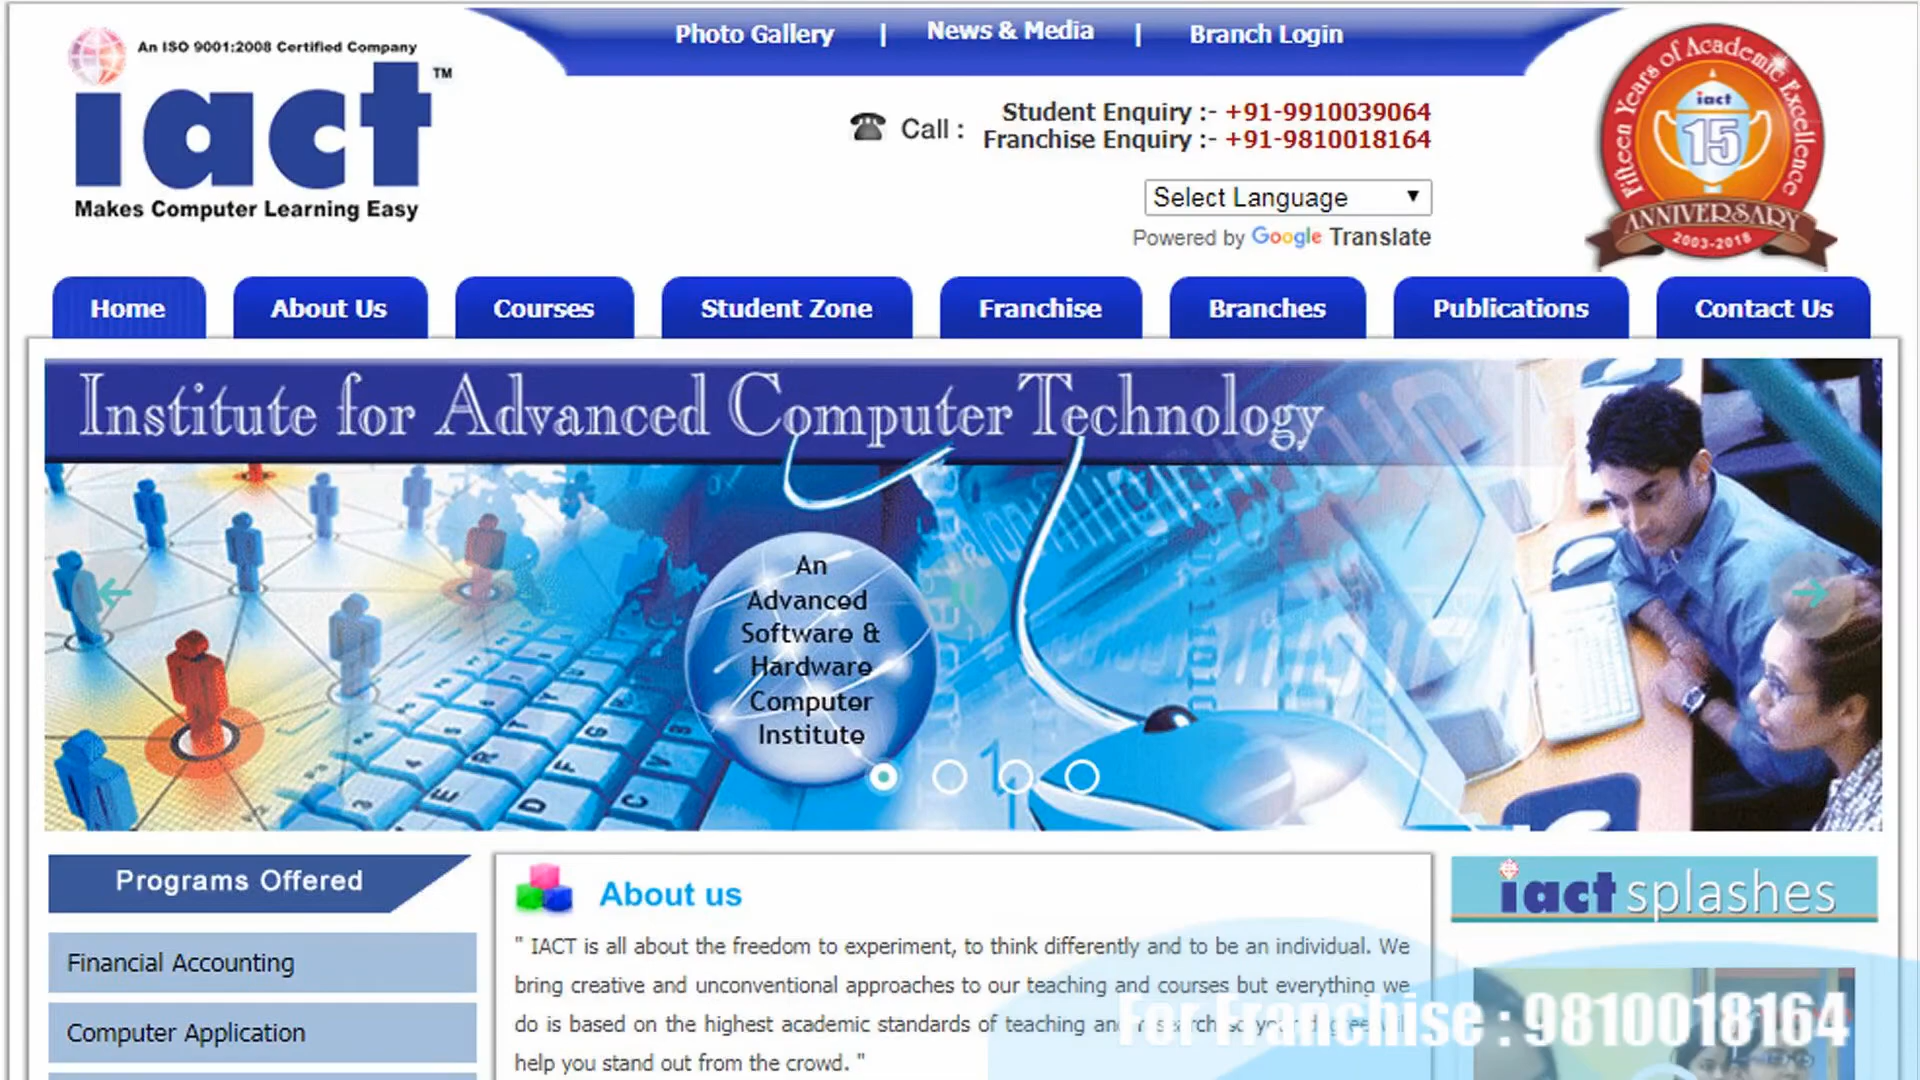 Photo Gallery | News & Media | Branch Login
An ISO 9001:2008 Certified Company
iact TM
Makes Computer Learning Easy
Call :
Student Enquiry :- +91-9910039064
Franchise Enquiry :- +91-9810018164
Select Language
Powered by Google Translate
Fifteen Years of Academic Excellence
iact
15
ANNIVERSARY
2003-2018
Home
About Us
Courses
Student Zone
Franchise
Branches
Publications
Contact Us
Institute for Advanced Computer Technology
An
Advanced
Software &
Hardware
Computer
Institute
Programs Offered
Financial Accounting
Computer Application
About us
" IACT is all about the freedom to experiment, to think differently and to be an individual. We
bring creative and unconventional approaches to our teaching and courses but everything we
do is based on the highest academic standards of teaching and research so your degree will
help you stand out from the crowd. "
iact splashes
For Franchise : 9810018164